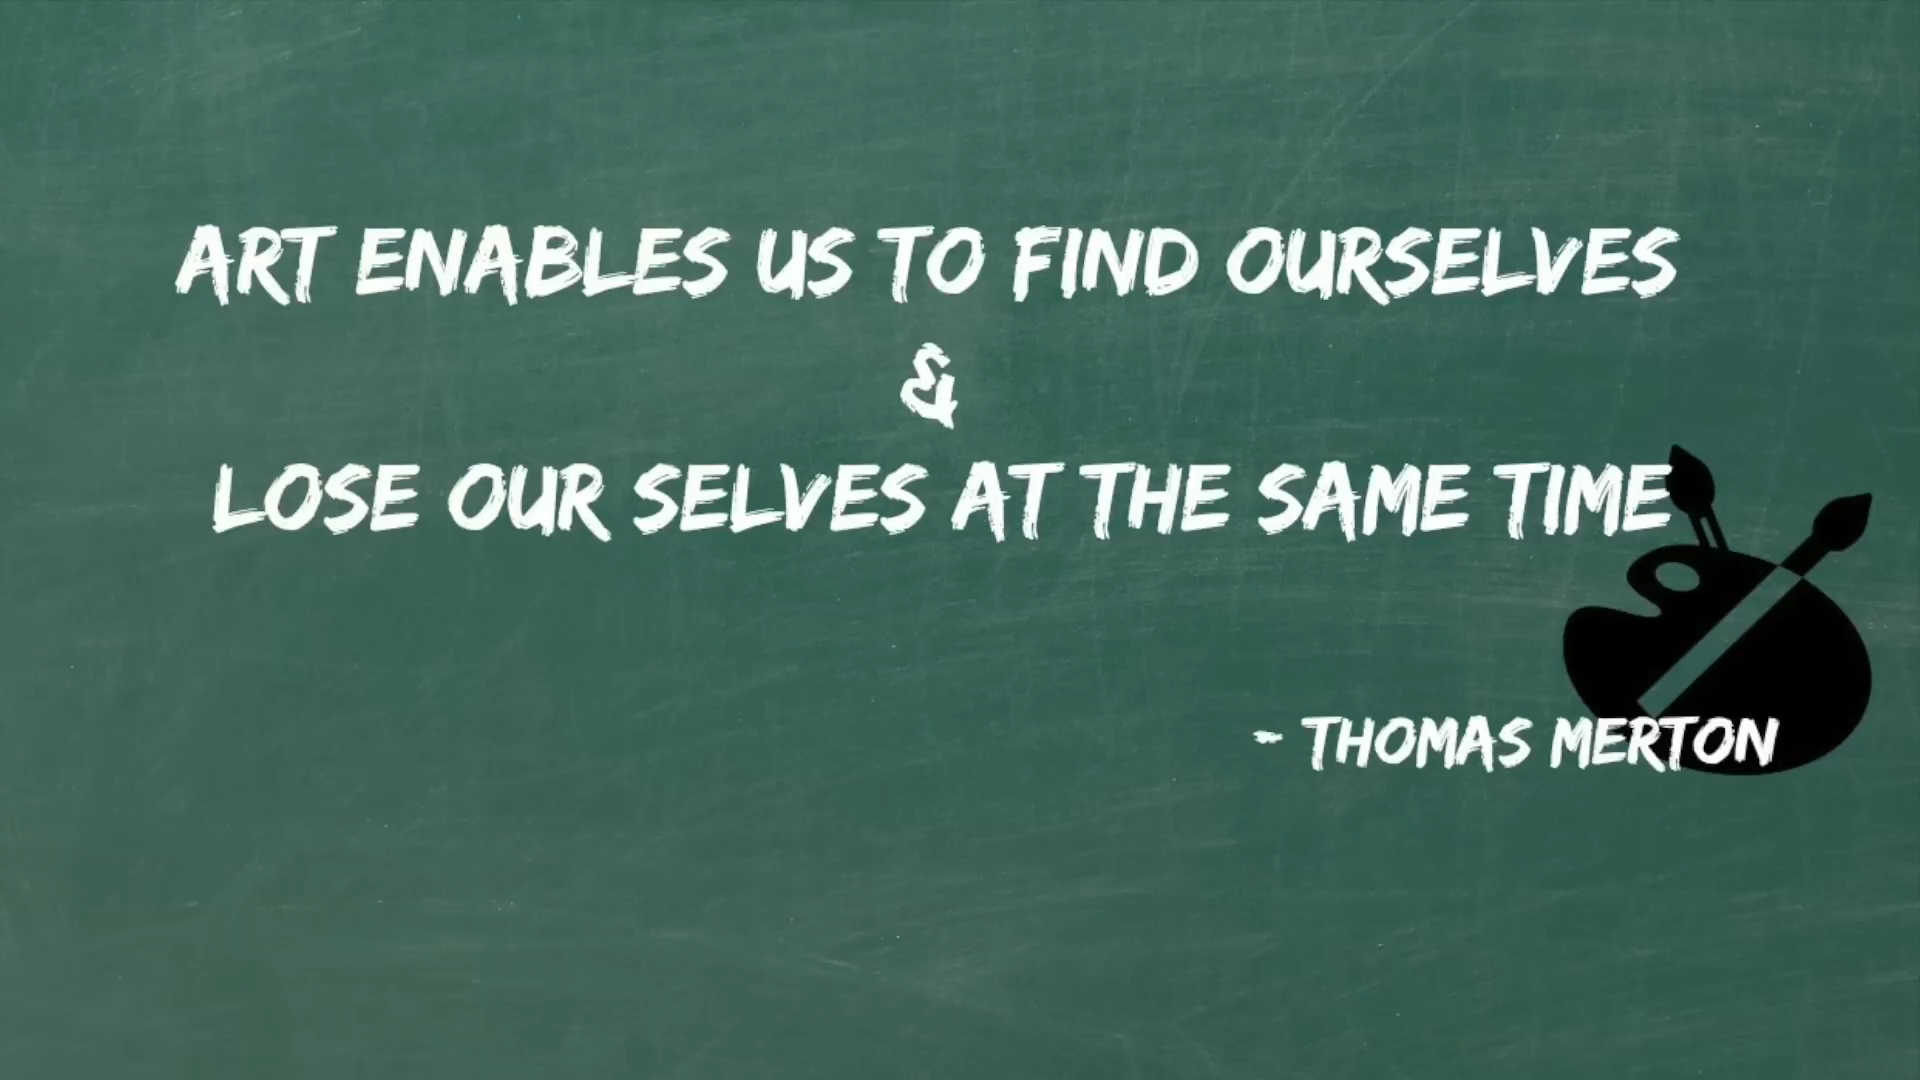 ART ENABLES US TO FIND OURSELVES
&
LOSE OUR SELVES AT THE SAME TIME
- THOMAS MERTON